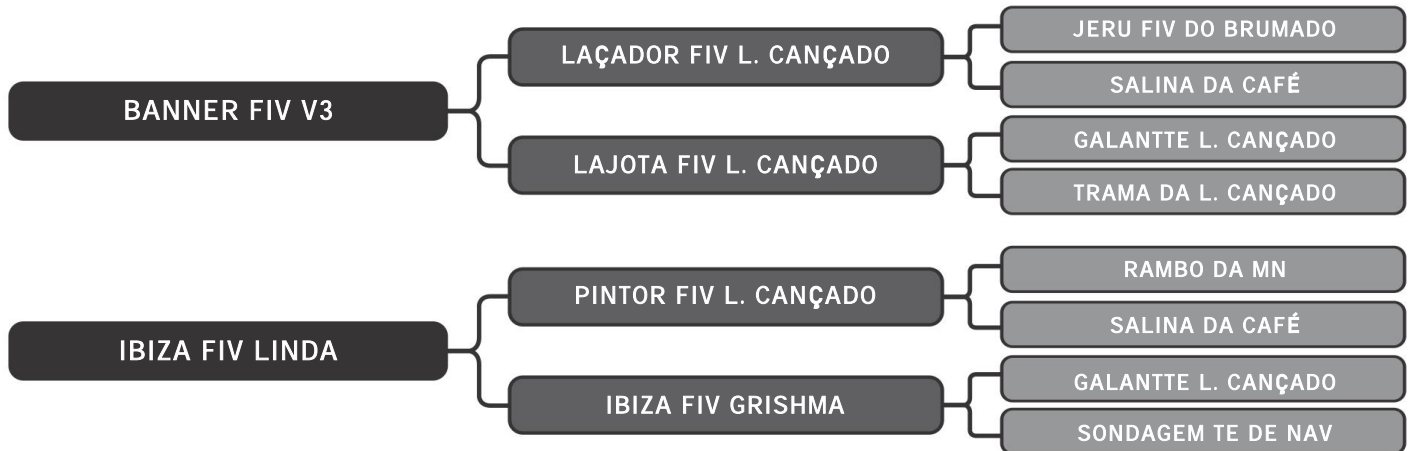 BANNER FIV V3
LAÇADOR FIV L. CANÇADO
JERU FIV DO BRUMADO
SALINA DA CAFÉ
LAJOTA FIV L. CANÇADO
GALANTTE L. CANÇADO
TRAMA DA L. CANÇADO
IBIZA FIV LINDA
PINTOR FIV L. CANÇADO
RAMBO DA MN
SALINA DA CAFÉ
IBIZA FIV GRISHMA
GALANTTE L. CANÇADO
SONDAGEM TE DE NAV